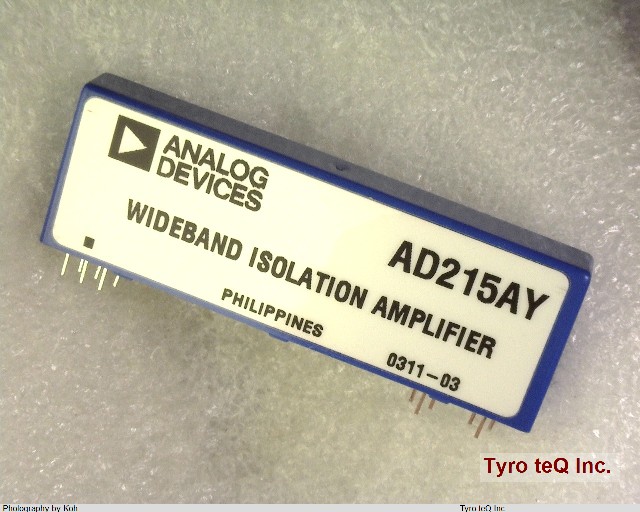 ANALOG
DEVICES
AD215AY
WIDEBAND ISOLATION AMPLIFIER
PHILIPPINES
0311-03
Tyro teQ Inc.
Photography by Koh
Tyro teQ Inc